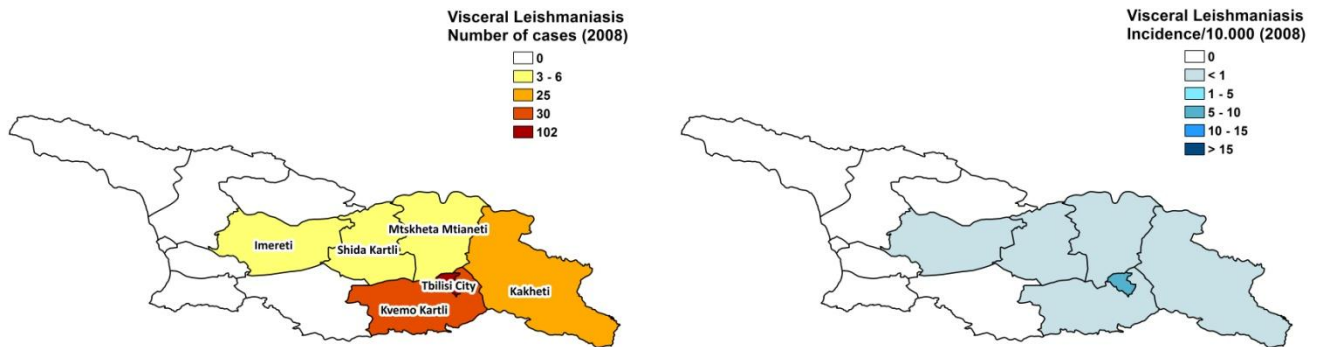 Visceral Leishmaniasis
Number of cases (2008)
0
3 - 6
25
30
102
Mtskheta Mtianeti
Imereti
Shida Kartli
Tbilisi City
Kakheti
Kvemo Kartli
Visceral Leishmaniasis
Incidence/10.000 (2008)
0
< 1
1 - 5
5 - 10
10 - 15
> 15